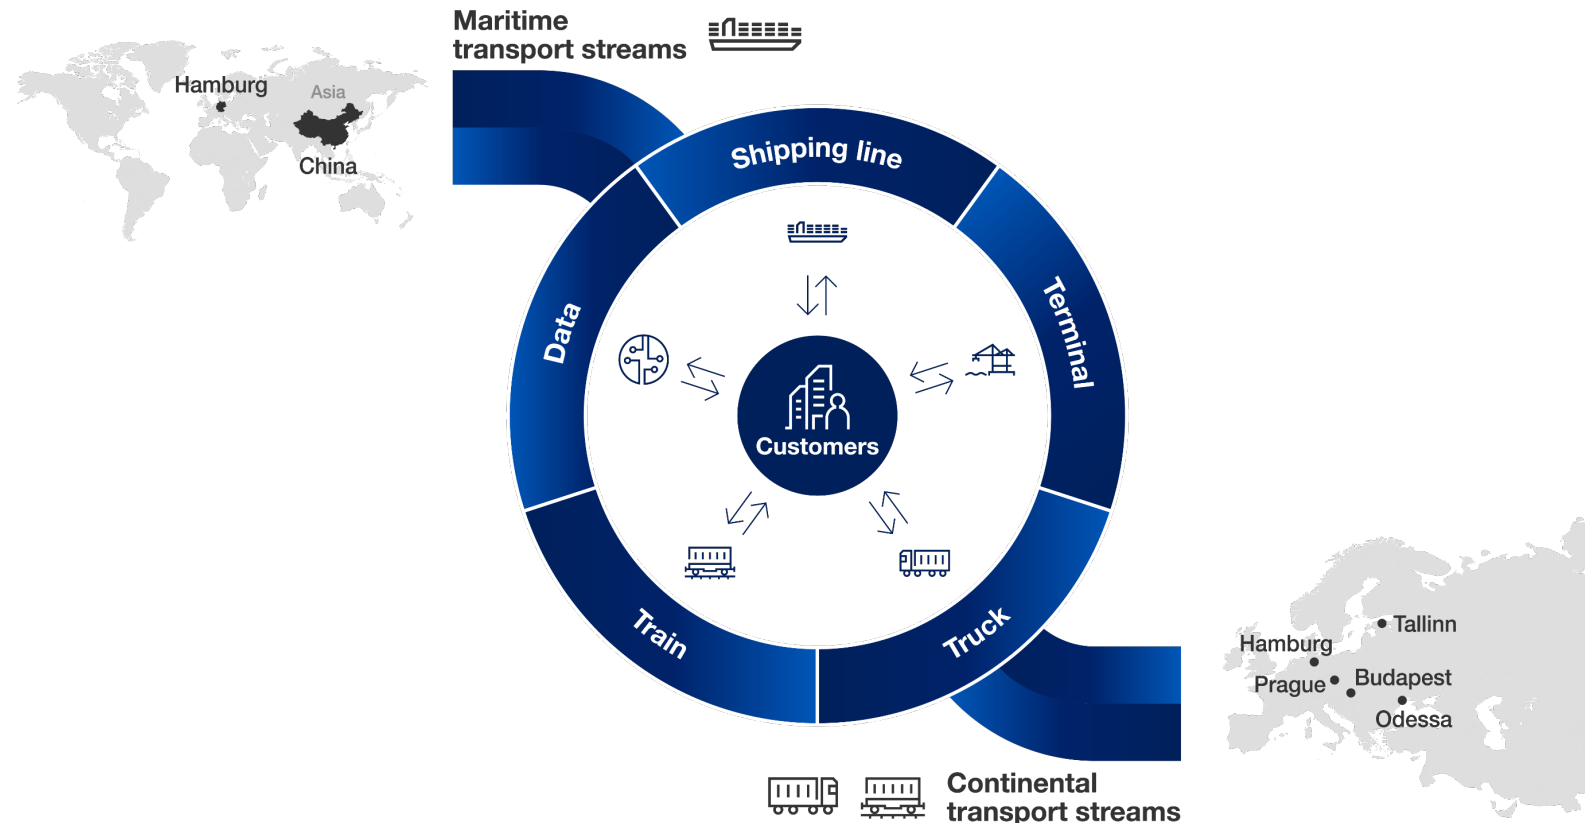 Maritime
transport streams
Hamburg
Asia
China
Shipping line
Terminal
Data
Customers
Train
Truck
Tallinn
Hamburg
Prague
Budapest
Odessa
Continental
transport streams